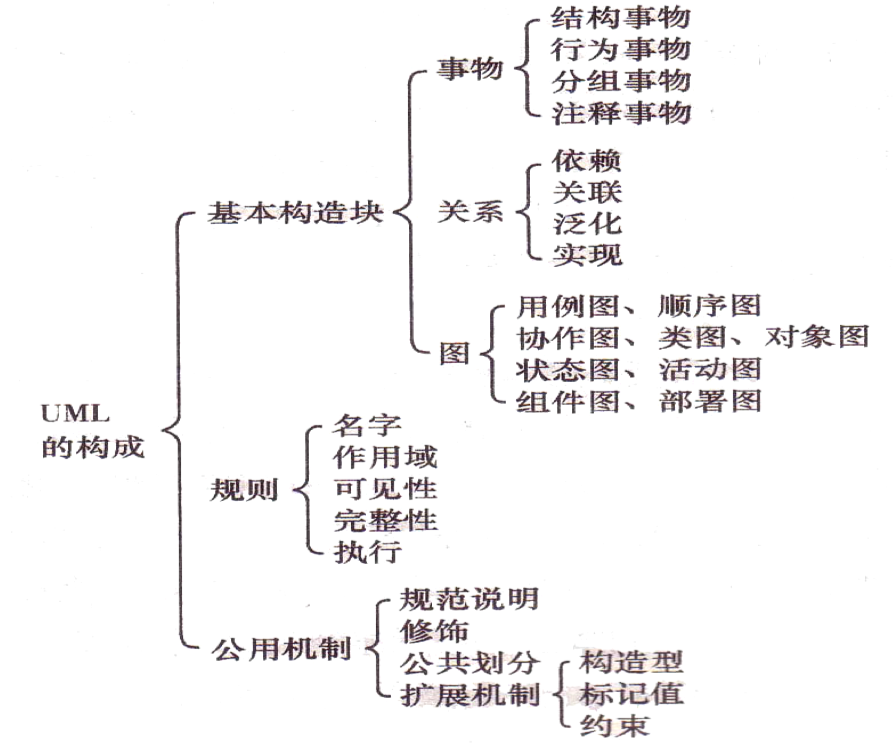 结构事物
行为事物
事物
分组事物
注释事物
依赖
关联
基本构造块
关系
泛化
实现
用例图、顺序图
协作图、类图、对象图
图
状态图、活动图
组件图、部署图
UML
的构成
名字
作用域
规则
可见性
完整性
执行
规范说明
修饰
公用机制
公共划分
构造型
扩展机制
标记值
约束